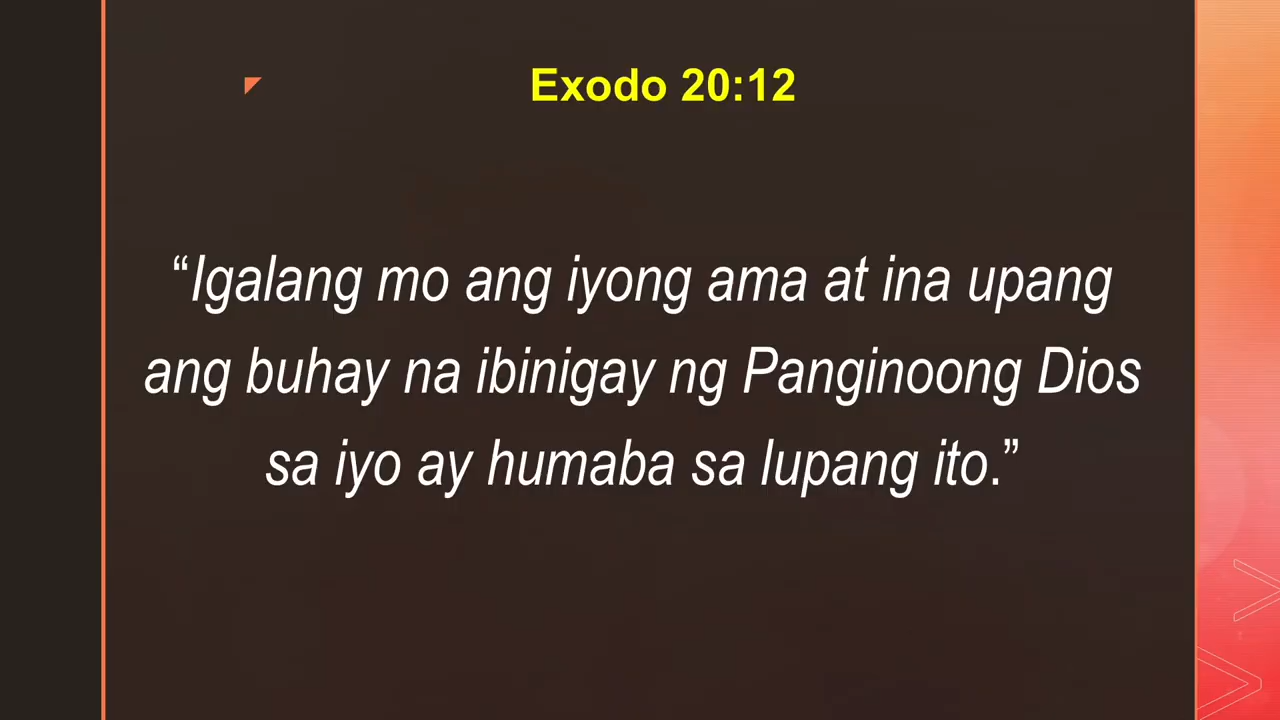 Exodo 20:12
“Igalang mo ang iyong ama at ina upang
ang buhay na ibinigay ng Panginoong Dios
sa iyo ay humaba sa lupang ito.”